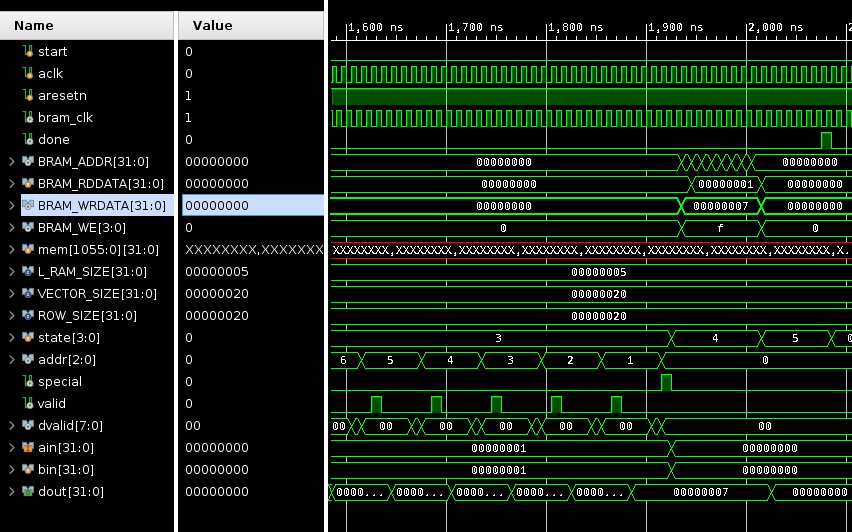 Name Value 1,600 ns 1,700 ns 1,800 ns 1,900 ns 2,000 ns 2
start 0
aclk 0
aresetn 1
bram_clk 1
done 0
BRAM_ADDR[31:0] 00000000 00000000 00000000
BRAM_RDDATA[31:0] 00000000 00000000 00000001 00000000
BRAM_WRDATA[31:0] 00000000 00000000 00000007 00000000
BRAM_WE[3:0] 0 0 f 0
mem[1055:0][31:0] XXXXXXXX,XXXXXXX XXXXXXXX,XXXXXXXX,XXXXXXXX,XXXXXXXX,XXXXXXXX,XXXXXXXX,XXXXXXXX,XXXXXXXX,X...
L_RAM_SIZE[31:0] 00000005 00000005
VECTOR_SIZE[31:0] 00000020 00000020
ROW_SIZE[31:0] 00000020 00000020
state[3:0] 0 3 4 5 0
addr[2:0] 0 6 5 4 3 2 1 0
special 0
valid 0
dvalid[7:0] 00 00 00 00 00 00 00 00
ain[31:0] 00000000 00000001 00000000
bin[31:0] 00000000 00000001 00000000
dout[31:0] 00000000 0000... 0000... 0000... 0000... 0000... 00000007 00000000